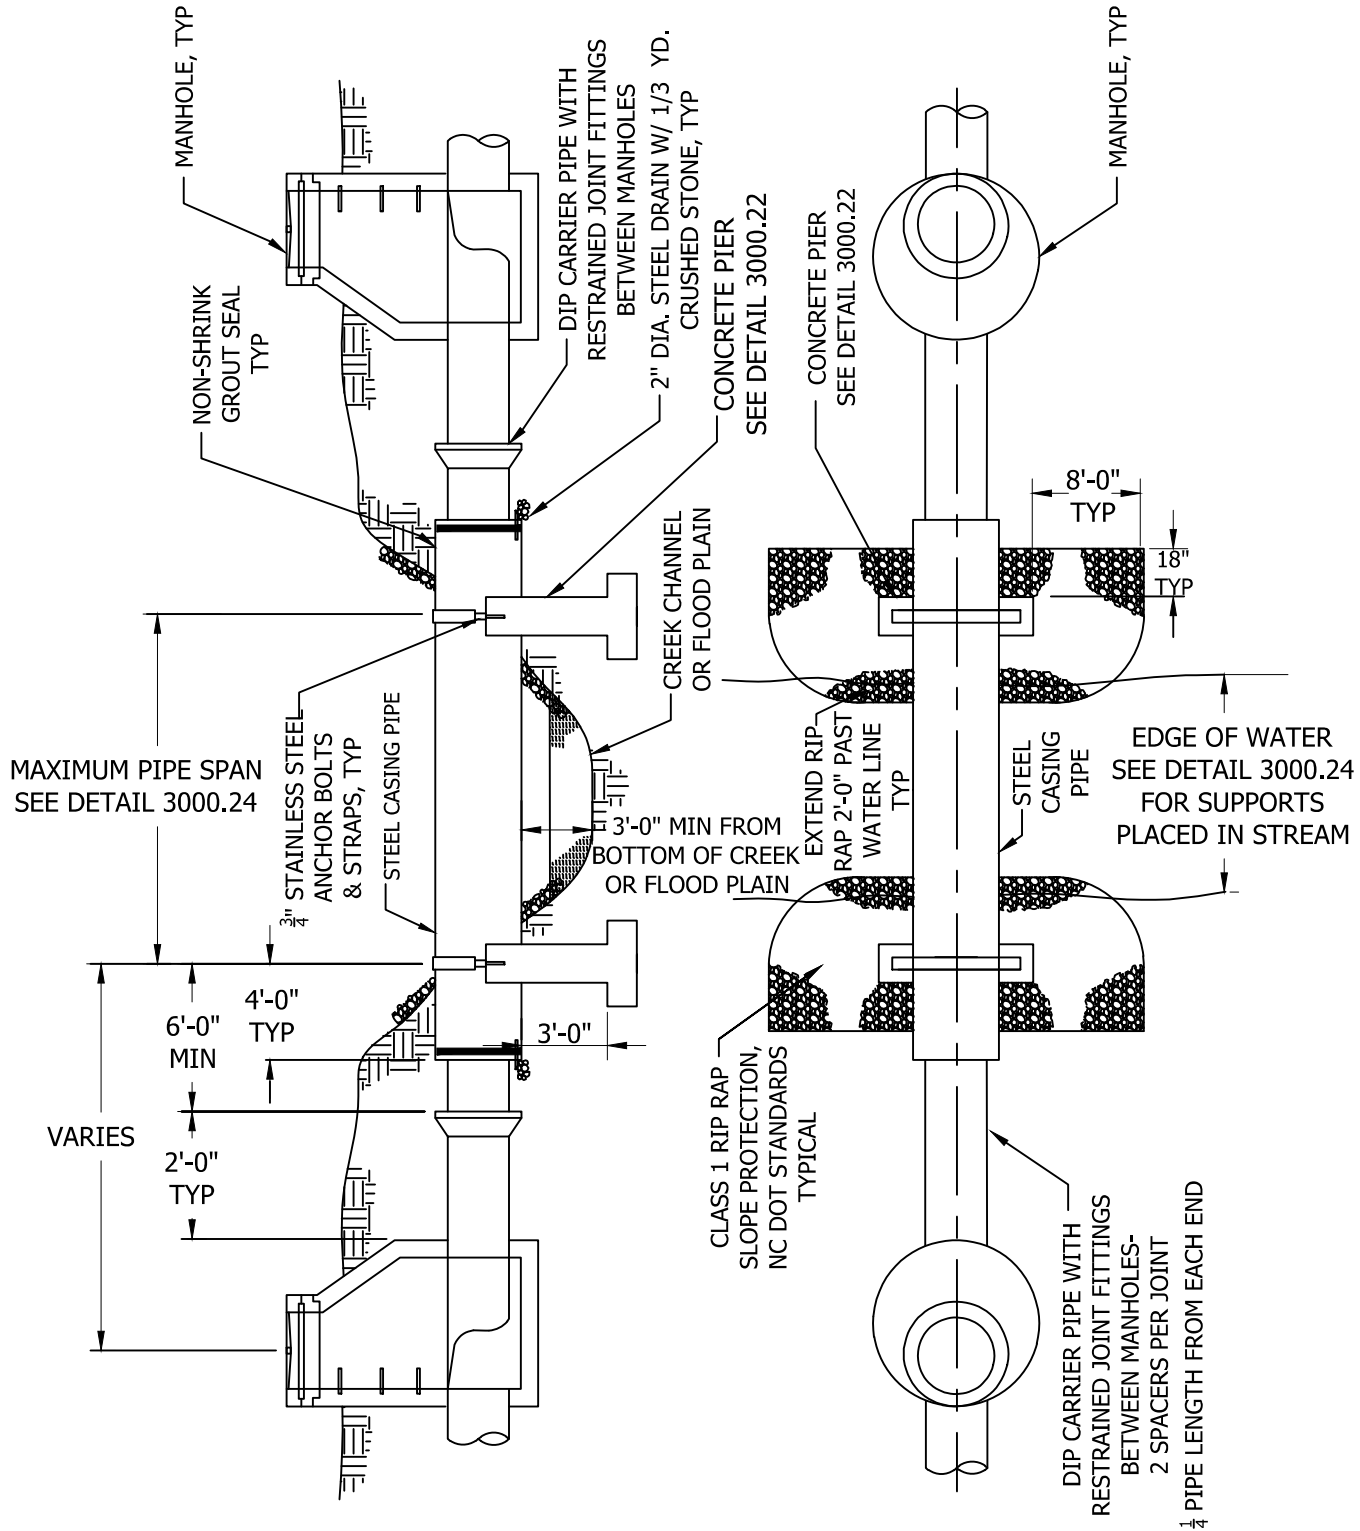 MANHOLE, TYP
NON-SHRINK
GROUT SEAL
TYP
DIP CARRIER PIPE WITH
RESTRAINED JOINT FITTINGS
BETWEEN MANHOLES
2" DIA. STEEL DRAIN W/ 1/3 YD.
CRUSHED STONE, TYP
CONCRETE PIER
SEE DETAIL 3000.22
CREEK CHANNEL
OR FLOOD PLAIN
MAXIMUM PIPE SPAN
SEE DETAIL 3000.24
3/4" STAINLESS STEEL
ANCHOR BOLTS
& STRAPS, TYP
STEEL CASING PIPE
3'-0" MIN FROM
BOTTOM OF CREEK
OR FLOOD PLAIN
4'-0"
TYP
6'-0"
MIN
3'-0"
VARIES
2'-0"
TYP
MANHOLE, TYP
CONCRETE PIER
SEE DETAIL 3000.22
8'-0"
TYP
18"
TYP
EXTEND RIP
RAP 2'-0" PAST
WATER LINE
TYP
STEEL
CASING
PIPE
EDGE OF WATER
SEE DETAIL 3000.24
FOR SUPPORTS
PLACED IN STREAM
CLASS 1 RIP RAP
SLOPE PROTECTION,
NC DOT STANDARDS
TYPICAL
DIP CARRIER PIPE WITH
RESTRAINED JOINT FITTINGS
BETWEEN MANHOLES-
2 SPACERS PER JOINT
1/4 PIPE LENGTH FROM EACH END